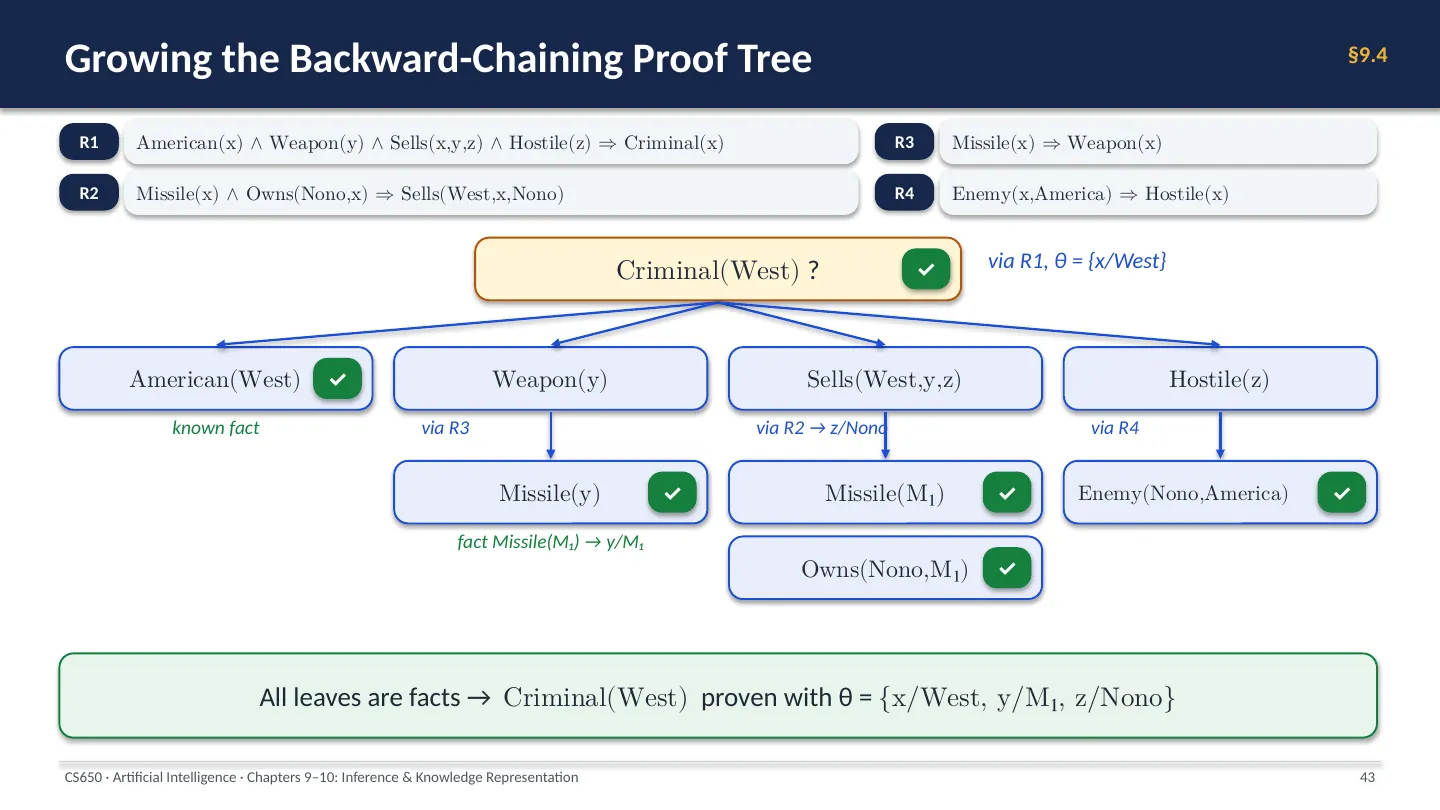 Growing the Backward-Chaining Proof Tree
§9.4
R1
American(x) ∧ Weapon(y) ∧ Sells(x,y,z) ∧ Hostile(z) ⇒ Criminal(x)
R3
Missile(x) ⇒ Weapon(x)
R2
Missile(x) ∧ Owns(Nono,x) ⇒ Sells(West,x,Nono)
R4
Enemy(x,America) ⇒ Hostile(x)
Criminal(West) ?
via R1, θ = {x/West}
American(West)
Weapon(y)
Sells(West,y,z)
Hostile(z)
known fact
via R3
via R2 → z/Nono
via R4
Missile(y)
Missile(M₁)
Enemy(Nono,America)
fact Missile(M₁) → y/M₁
Owns(Nono,M₁)
All leaves are facts → Criminal(West) proven with θ = {x/West, y/M₁, z/Nono}
CS650 · Artificial Intelligence · Chapters 9–10: Inference & Knowledge Representation
43